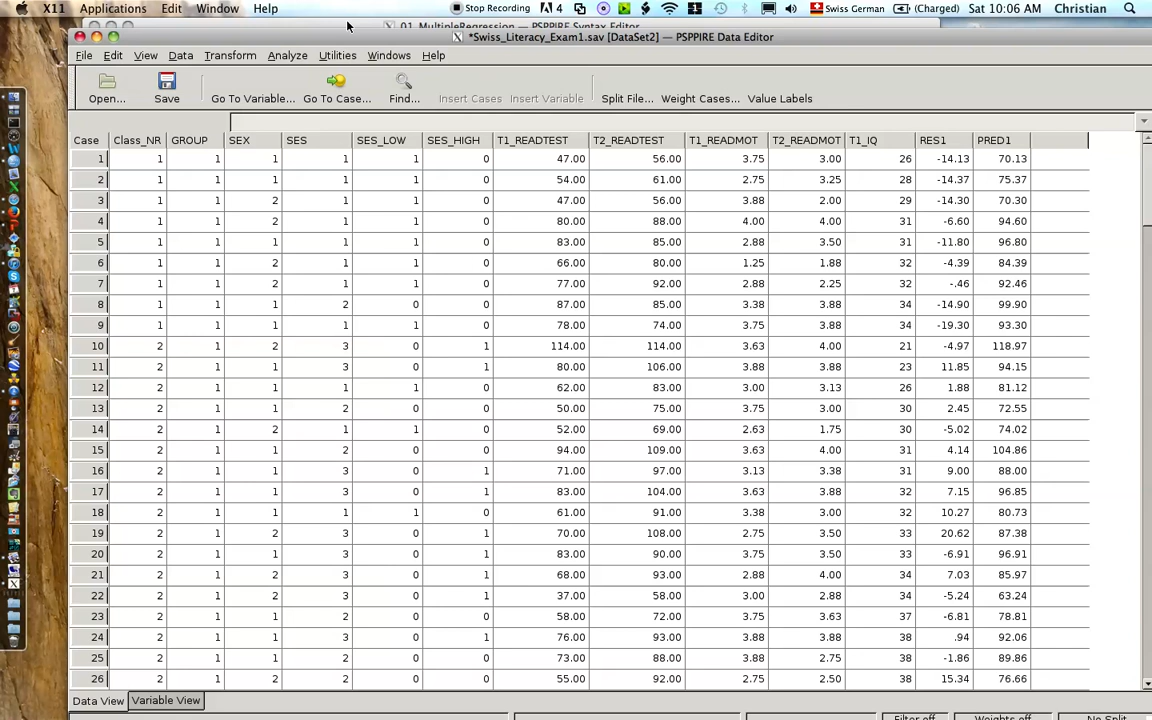 X11 Applications Edit Window Help Stop Recording 4 Swiss German (Charged) Sat 10:06 AM Christian
01_MultipleRegression — PSPPIRE Syntax Editor
*Swiss_Literacy_Exam1.sav [DataSet2] — PSPPIRE Data Editor
File Edit View Data Transform Analyze Utilities Windows Help
Open... Save Go To Variable... Go To Case... Find... Insert Cases Insert Variable Split File... Weight Cases... Value Labels
Case Class_NR GROUP SEX SES SES_LOW SES_HIGH T1_READTEST T2_READTEST T1_READMOT T2_READMOT T1_IQ RES1 PRED1
1 1 1 1 1 1 0 47.00 56.00 3.75 3.00 26 -14.13 70.13
2 1 1 1 1 1 0 54.00 61.00 2.75 3.25 28 -14.37 75.37
3 1 1 2 1 1 0 47.00 56.00 3.88 2.00 29 -14.30 70.30
4 1 1 2 1 1 0 80.00 88.00 4.00 4.00 31 -6.60 94.60
5 1 1 1 1 1 0 83.00 85.00 2.88 3.50 31 -11.80 96.80
6 1 1 2 1 1 0 66.00 80.00 1.25 1.88 32 -4.39 84.39
7 1 1 2 1 1 0 77.00 92.00 2.88 2.25 32 -.46 92.46
8 1 1 1 2 0 0 87.00 85.00 3.38 3.88 34 -14.90 99.90
9 1 1 1 1 1 0 78.00 74.00 3.75 3.88 34 -19.30 93.30
10 2 1 2 3 0 1 114.00 114.00 3.63 4.00 21 -4.97 118.97
11 2 1 1 3 0 1 80.00 106.00 3.88 3.88 23 11.85 94.15
12 2 1 1 1 1 0 62.00 83.00 3.00 3.13 26 1.88 81.12
13 2 1 1 2 0 0 50.00 75.00 3.75 3.00 30 2.45 72.55
14 2 1 2 1 1 0 52.00 69.00 2.63 1.75 30 -5.02 74.02
15 2 1 1 2 0 0 94.00 109.00 3.63 4.00 31 4.14 104.86
16 2 1 1 3 0 1 71.00 97.00 3.13 3.38 31 9.00 88.00
17 2 1 1 3 0 1 83.00 104.00 3.63 3.88 32 7.15 96.85
18 2 1 1 1 1 0 61.00 91.00 3.38 3.00 32 10.27 80.73
19 2 1 2 3 0 1 70.00 108.00 2.75 3.50 33 20.62 87.38
20 2 1 1 3 0 1 83.00 90.00 3.75 3.50 33 -6.91 96.91
21 2 1 2 3 0 1 68.00 93.00 2.88 4.00 34 7.03 85.97
22 2 1 2 3 0 1 37.00 58.00 3.00 2.88 34 -5.24 63.24
23 2 1 1 2 0 0 58.00 72.00 3.75 3.63 37 -6.81 78.81
24 2 1 1 3 0 1 76.00 93.00 3.88 3.88 38 .94 92.06
25 2 1 1 2 0 0 73.00 88.00 3.88 2.75 38 -1.86 89.86
26 2 1 2 2 0 0 55.00 92.00 2.75 2.50 38 15.34 76.66
Data View Variable View
Filter off Weights off No Split